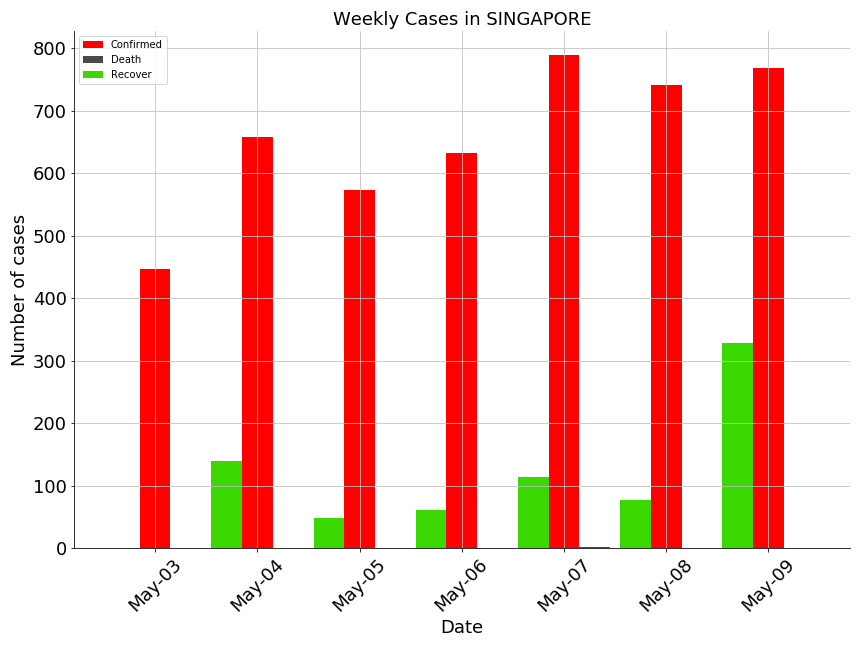 Weekly Cases in SINGAPORE
Confirmed
Death
Recover
800
700
600
500
400
300
200
100
0
Number of cases
May-03
May-04
May-05
May-06
May-07
May-08
May-09
Date